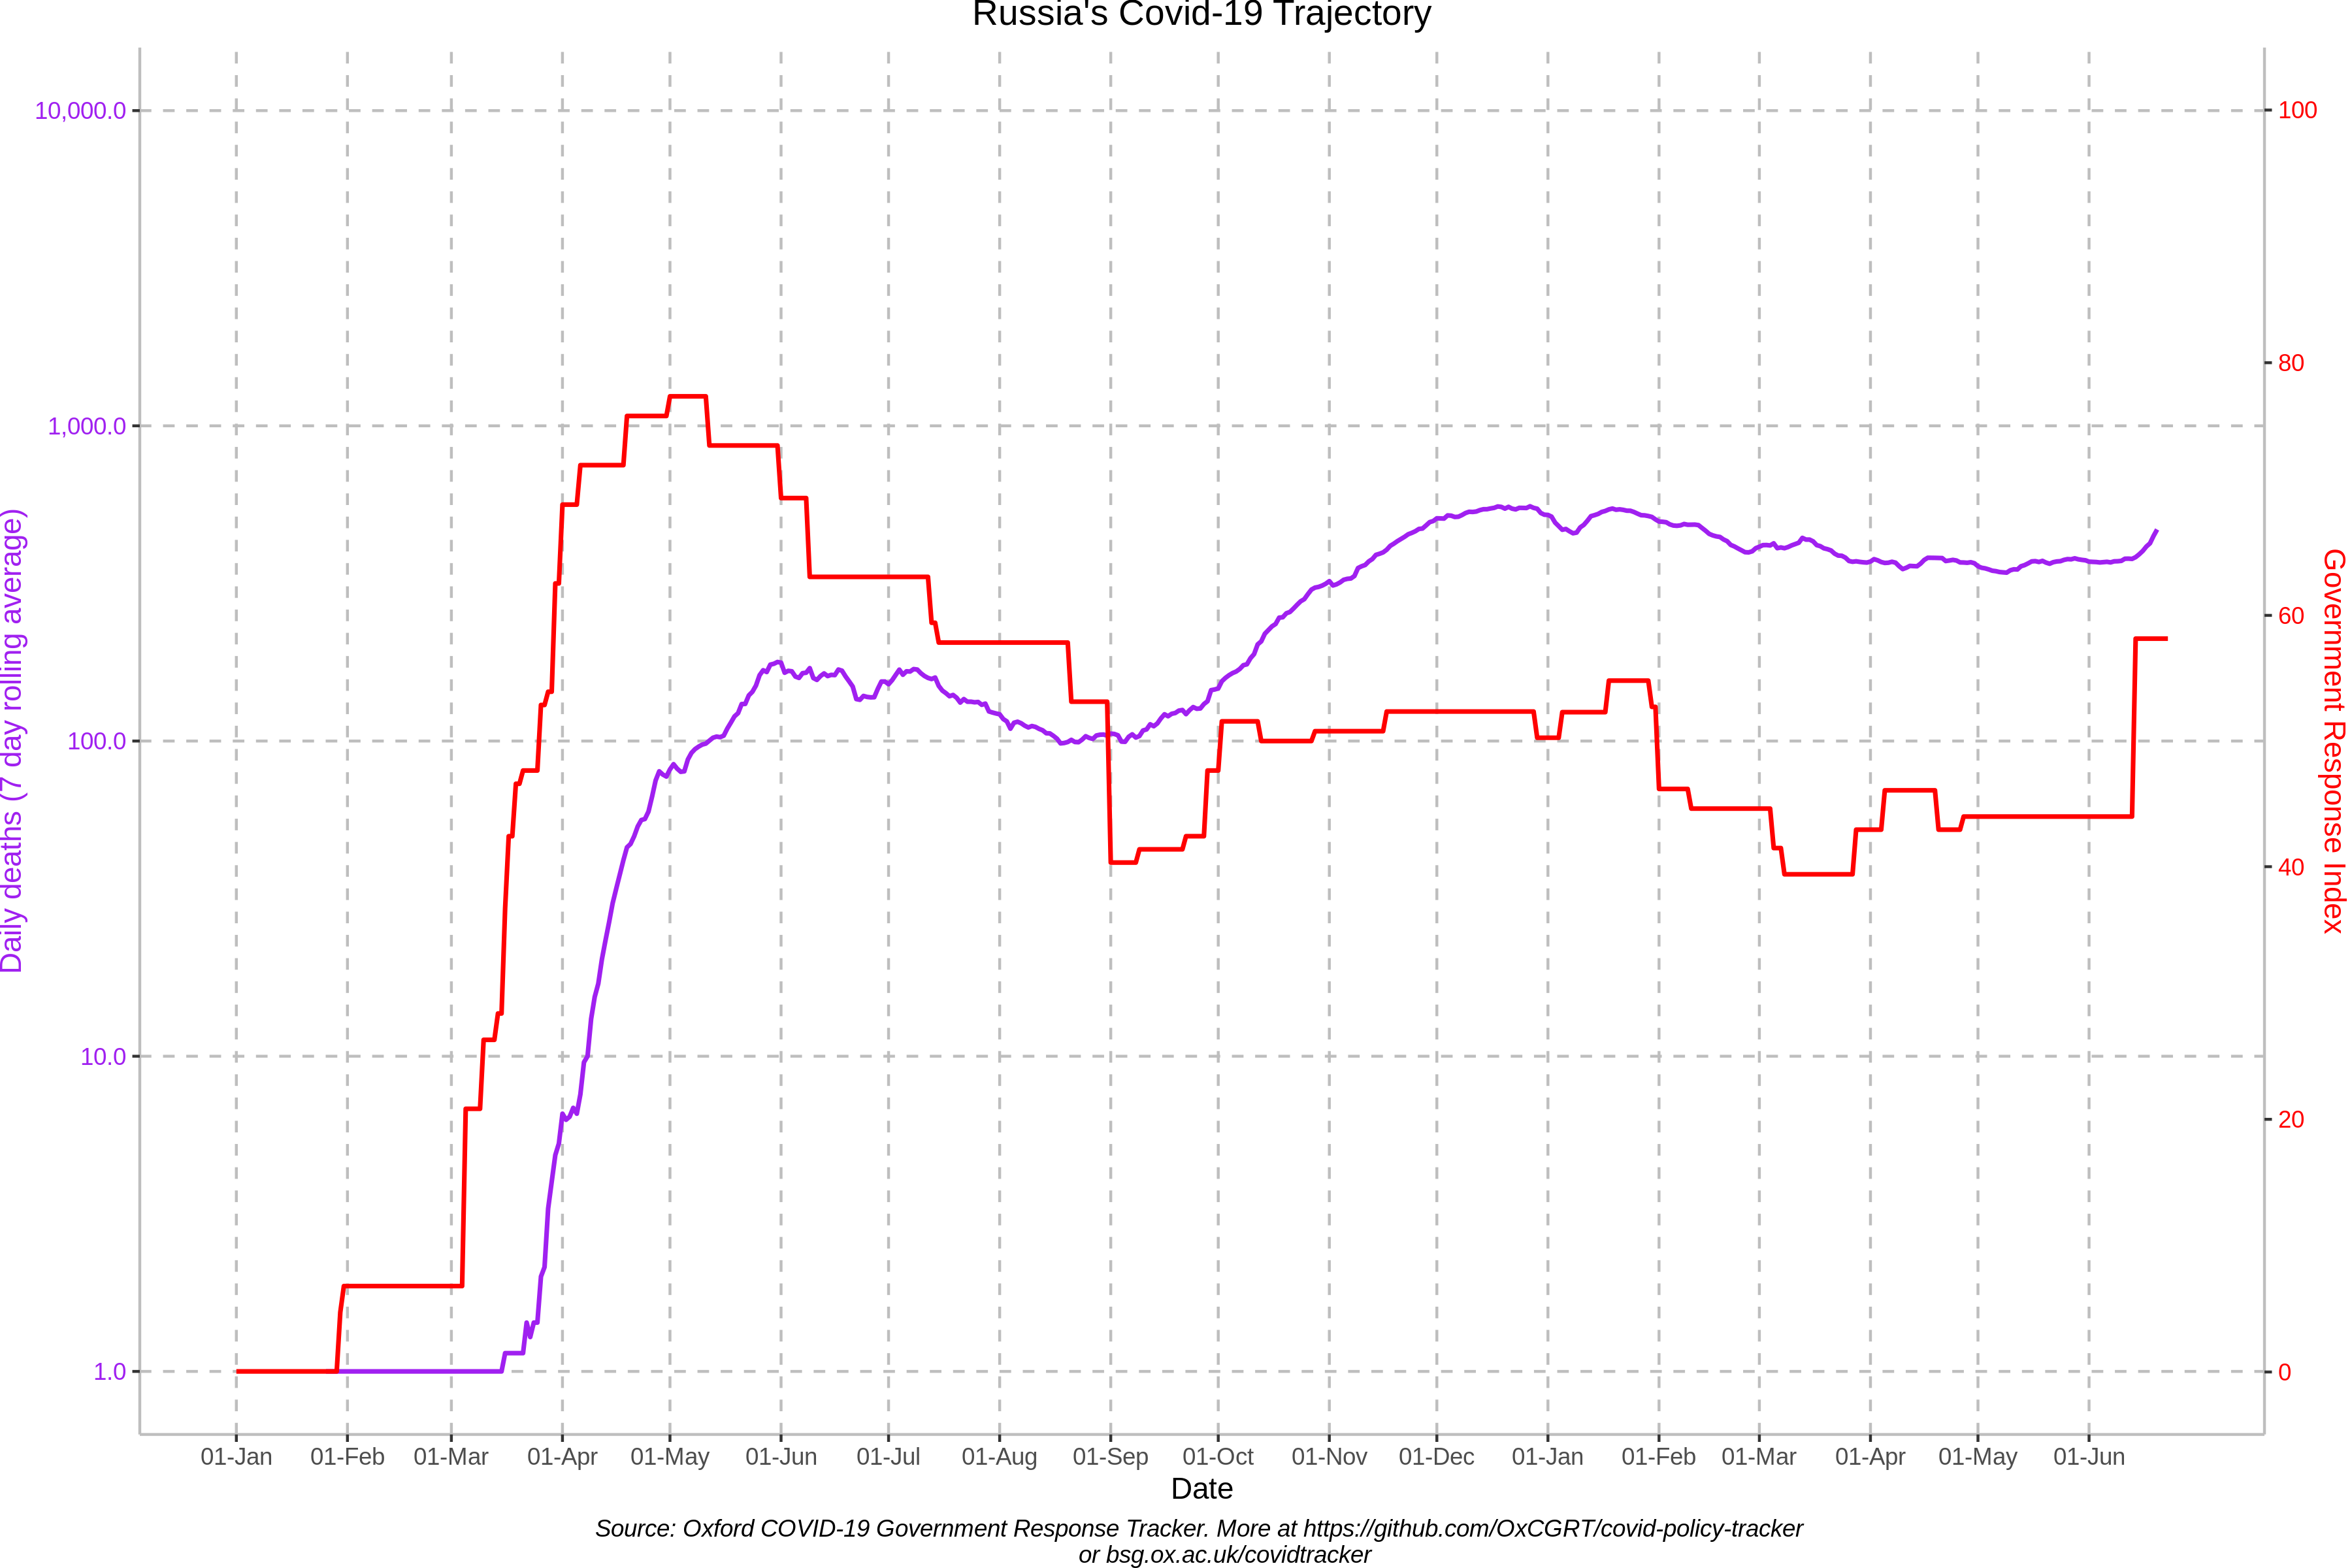 Russia's Covid-19 Trajectory
10,000.0
1,000.0
100.0
10.0
1.0
Daily deaths (7 day rolling average)
100
80
60
40
20
0
Government Response Index
01-Jan 01-Feb 01-Mar 01-Apr 01-May 01-Jun 01-Jul 01-Aug 01-Sep 01-Oct 01-Nov 01-Dec 01-Jan 01-Feb 01-Mar 01-Apr 01-May 01-Jun
Date
Source: Oxford COVID-19 Government Response Tracker. More at https://github.com/OxCGRT/covid-policy-tracker
or bsg.ox.ac.uk/covidtracker